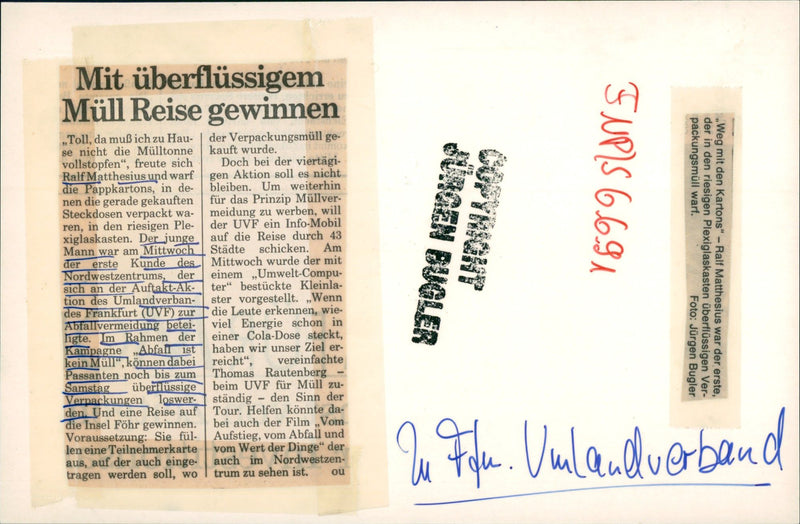 Mit überflüssigem
Müll Reise gewinnen
„Toll, da muß ich zu Hau-
se nicht die Mülltonne
vollstopfen“, freute sich
Ralf Matthesius und warf
die Pappkartons, in de-
nen die gerade gekauften
Steckdosen verpackt wa-
ren, in den riesigen Ple-
xiglaskasten. Der junge
Mann war am Mittwoch
der erste Kunde des
Nordwestzentrums, der
sich an der Auftakt-Ak-
tion des Umlandverban-
des Frankfurt (UVF) zur
Abfallvermeidung betei-
ligte. Im Rahmen der
Kampagne „Abfall ist
kein Müll“, können dabei
Passanten noch bis zum
Samstag überflüssige
Verpackungen loswer-
den. Und eine Reise auf
die Insel Föhr gewinnen.
Voraussetzung: Sie fül-
len eine Teilnehmerkarte
aus, auf der auch einge-
tragen werden soll, wo
der Verpackungsmüll ge-
kauft wurde.
Doch bei der viertägi-
gen Aktion soll es nicht
bleiben. Um weiterhin
für das Prinzip Müllver-
meidung zu werben, will
der UVF ein Info-Mobil
auf die Reise durch 43
Städte schicken. Am
Mittwoch wurde der mit
einem „Umwelt-Compu-
ter“ bestückte Kleinla-
ster vorgestellt. „Wenn
die Leute erkennen, wie-
viel Energie schon in
einer Cola-Dose steckt,
haben wir unser Ziel er-
reicht“, vereinfachte
Thomas Rautenberg –
beim UVF für Müll zu-
ständig – den Sinn der
Tour. Helfen könnte da-
bei auch der Film „Vom
Aufstieg, vom Abfall und
vom Wert der Dinge“ der
auch im Nordwestzen-
trum zu sehen ist. ou
COPYRIGHT
JÜRGEN BUGLER
FNP/S 6.6.91
„Weg mit den Kartons“ – Ralf Matthesius war der erste,
der in den riesigen Plexiglaskasten überflüssigen Ver-
packungsmüll wart.
Foto: Jürgen Bugler
Umlandverband